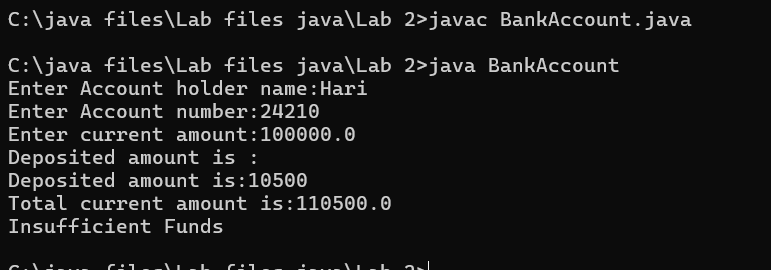 C:\java files\Lab files java\Lab 2>javac BankAccount.java
C:\java files\Lab files java\Lab 2>java BankAccount
Enter Account holder name:Hari
Enter Account number:24210
Enter current amount:100000.0
Deposited amount is :
Deposited amount is:10500
Total current amount is:110500.0
Insufficient Funds
C:\java files\Lab files java\Lab 2>